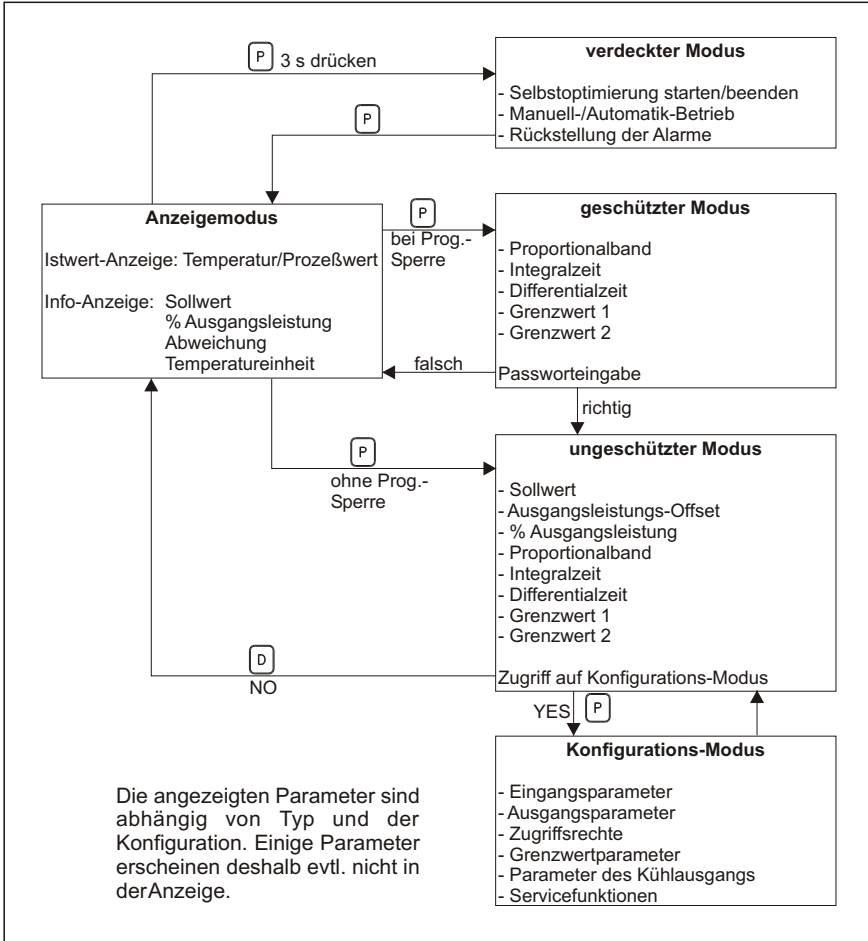 P 3 s drücken
verdeckter Modus
- Selbstoptimierung starten/beenden
- Manuell-/Automatik-Betrieb
- Rückstellung der Alarme
P
Anzeigemodus
Istwert-Anzeige: Temperatur/Prozeßwert
Info-Anzeige: Sollwert
% Ausgangsleistung
Abweichung
Temperatureinheit
P
bei Prog.-
Sperre
geschützter Modus
- Proportionalband
- Integralzeit
- Differentialzeit
- Grenzwert 1
- Grenzwert 2
Passworteingabe
falsch
richtig
P
ohne Prog.-
Sperre
ungeschützter Modus
- Sollwert
- Ausgangsleistungs-Offset
- % Ausgangsleistung
- Proportionalband
- Integralzeit
- Differentialzeit
- Grenzwert 1
- Grenzwert 2
Zugriff auf Konfigurations-Modus
D
NO
YES P
Konfigurations-Modus
- Eingangsparameter
- Ausgangsparameter
- Zugriffsrechte
- Grenzwertparameter
- Parameter des Kühlausgangs
- Servicefunktionen
Die angezeigten Parameter sind
abhängig von Typ und der
Konfiguration. Einige Parameter
erscheinen deshalb evtl. nicht in
derAnzeige.